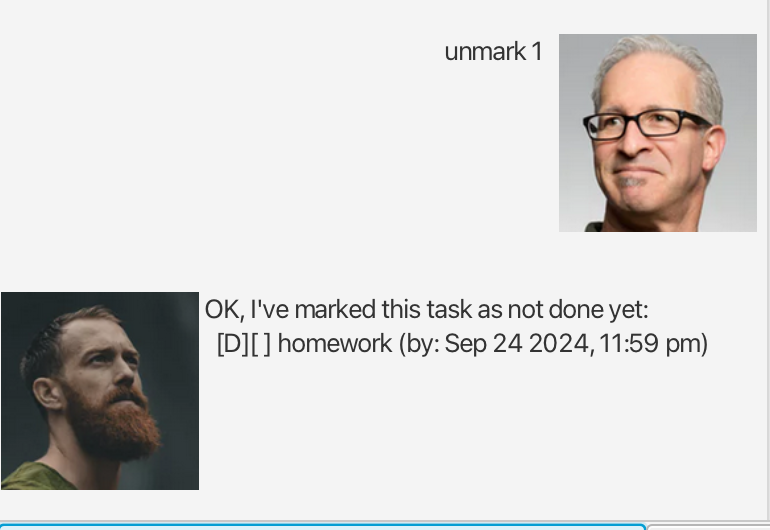 unmark 1
OK, I've marked this task as not done yet:
[D][ ] homework (by: Sep 24 2024, 11:59 pm)